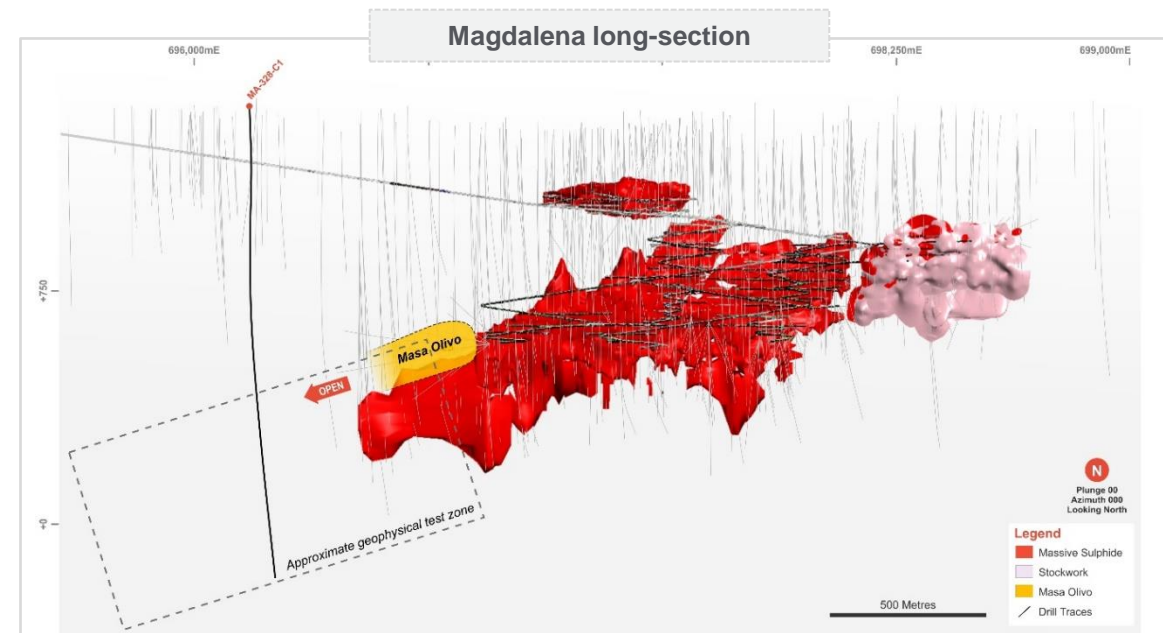 Magdalena long-section
696,000mE
698,250mE
699,000mE
MA-328-C1
+750
Masa Olivo
OPEN
+0
Approximate geophysical test zone
N
Plunge 00
Azimuth 000
Looking North
Legend
Massive Sulphide
Stockwork
Masa Olivo
Drill Traces
500 Metres